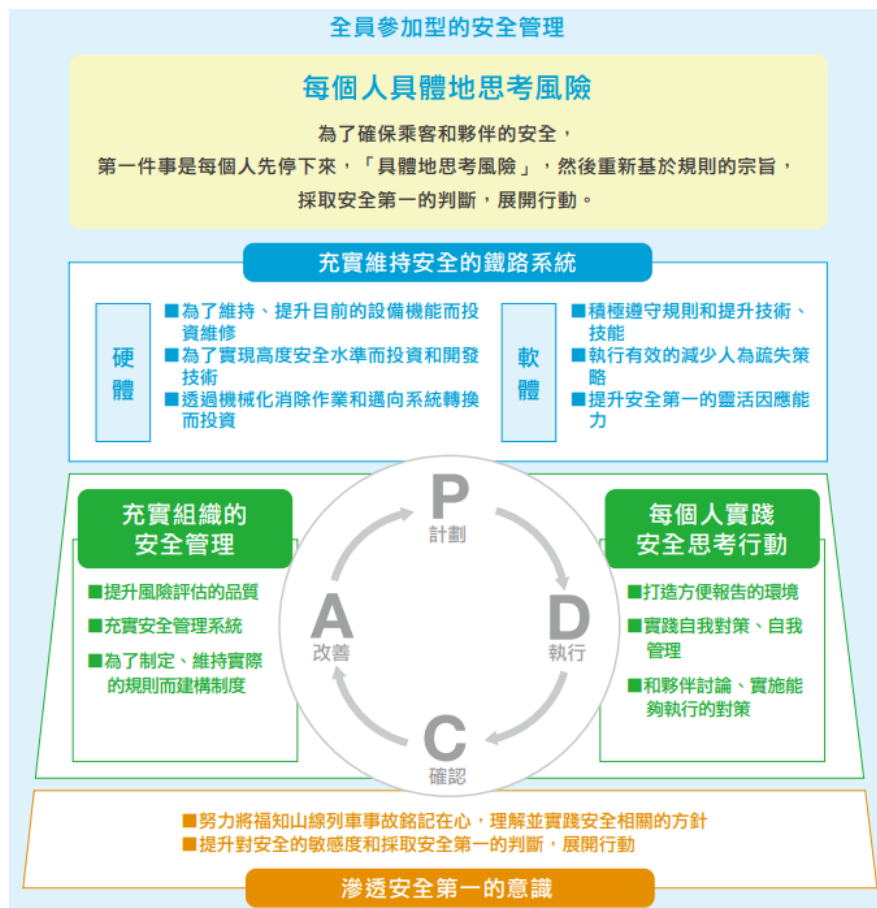 全員參加型的安全管理
每個人具體地思考風險
為了確保乘客和夥伴的安全，
第一件事是每個人先停下來，「具體地思考風險」，然後重新基於規則的宗旨，
採取安全第一的判斷，展開行動。
充實維持安全的鐵路系統
硬
體
■為了維持、提升目前的設備機能而投
資維修
■為了實現高度安全水準而投資和開發
技術
■透過機械化消除作業和邁向系統轉換
而投資
軟
體
■積極遵守規則和提升技術、
技能
■執行有效的減少人為疏失策
略
■提升安全第一的靈活因應能
力
充實組織的
安全管理
■提升風險評估的品質
■充實安全管理系統
■為了制定、維持實際
的規則而建構制度
P
計劃
D
執行
C
確認
A
改善
每個人實踐
安全思考行動
■打造方便報告的環境
■實踐自我對策、自我
管理
■和夥伴討論、實施能
夠執行的對策
■努力將福知山線列車事故銘記在心，理解並實踐安全相關的方針
■提升對安全的敏感度和採取安全第一的判斷，展開行動
滲透安全第一的意識